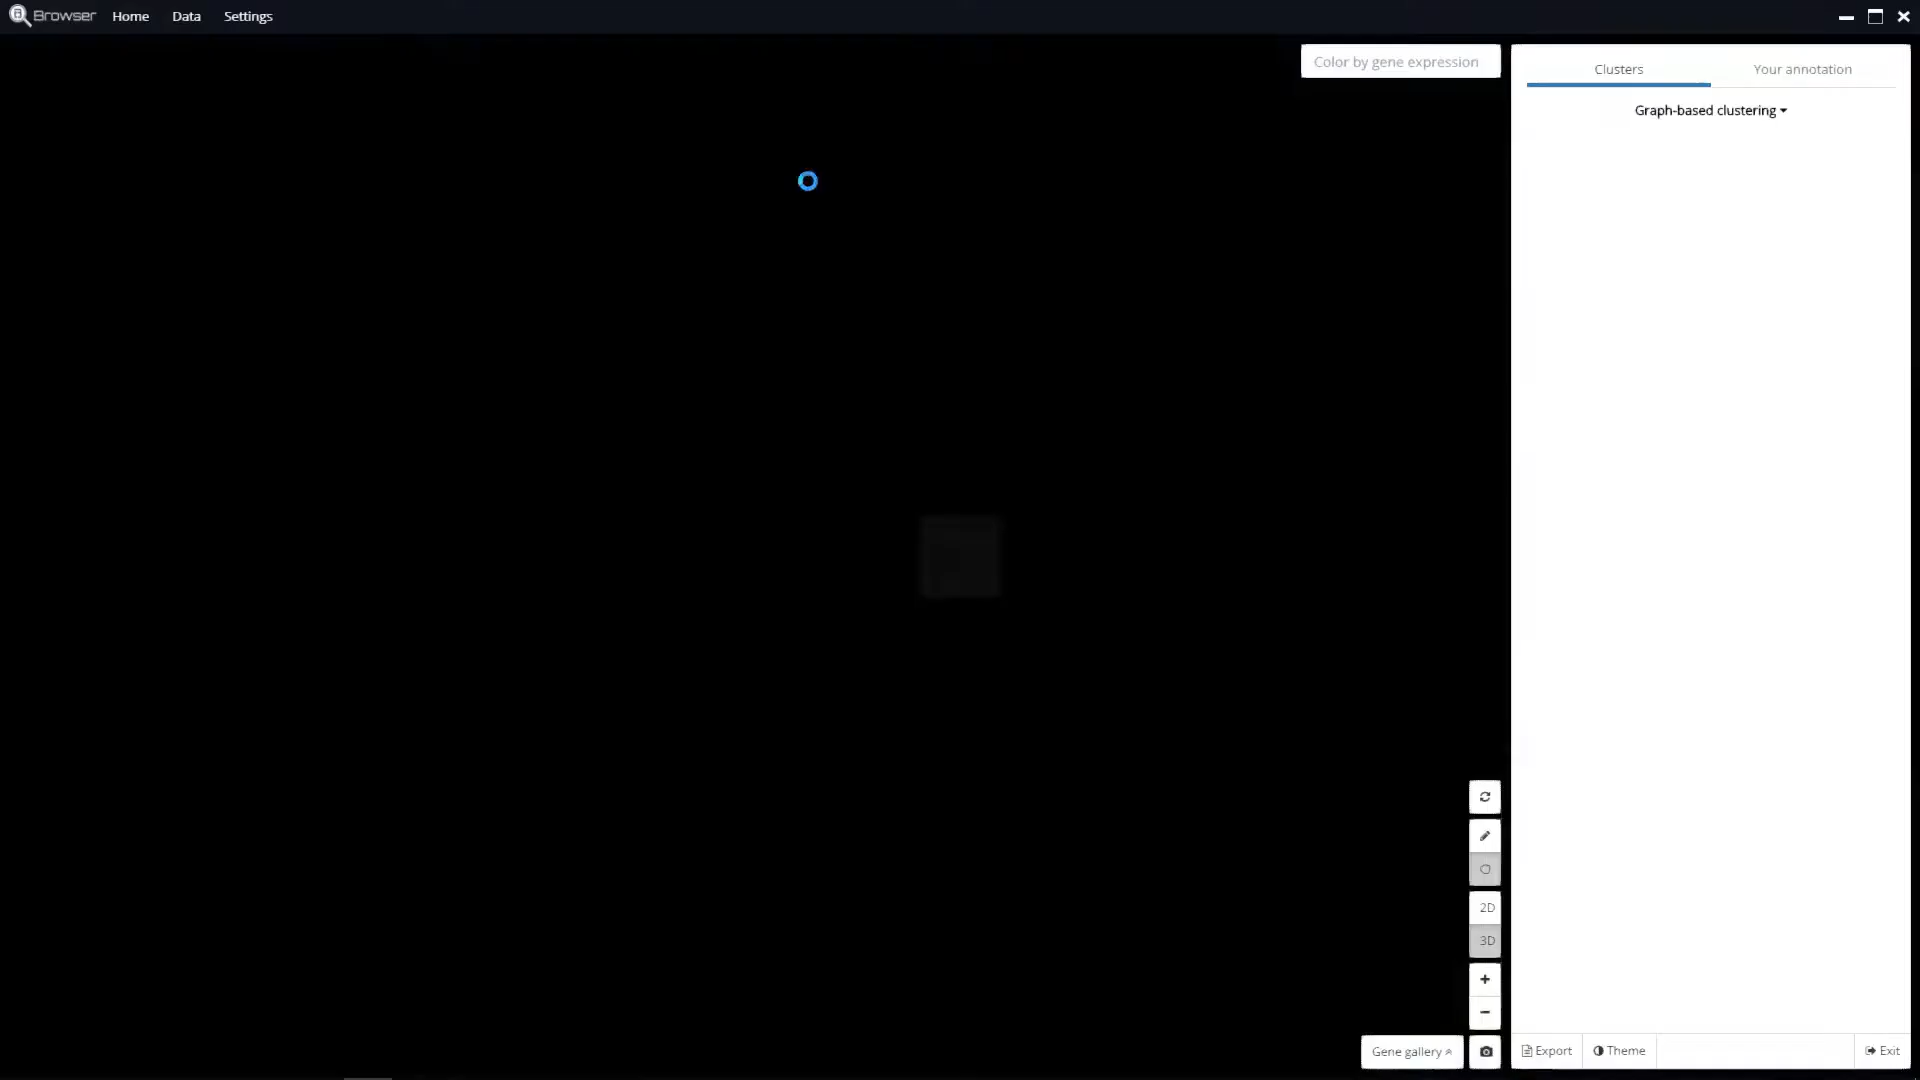 Browser Home Data Settings
Color by gene expression
Clusters Your annotation
Graph-based clustering
2D
3D
Gene gallery
Export Theme Exit